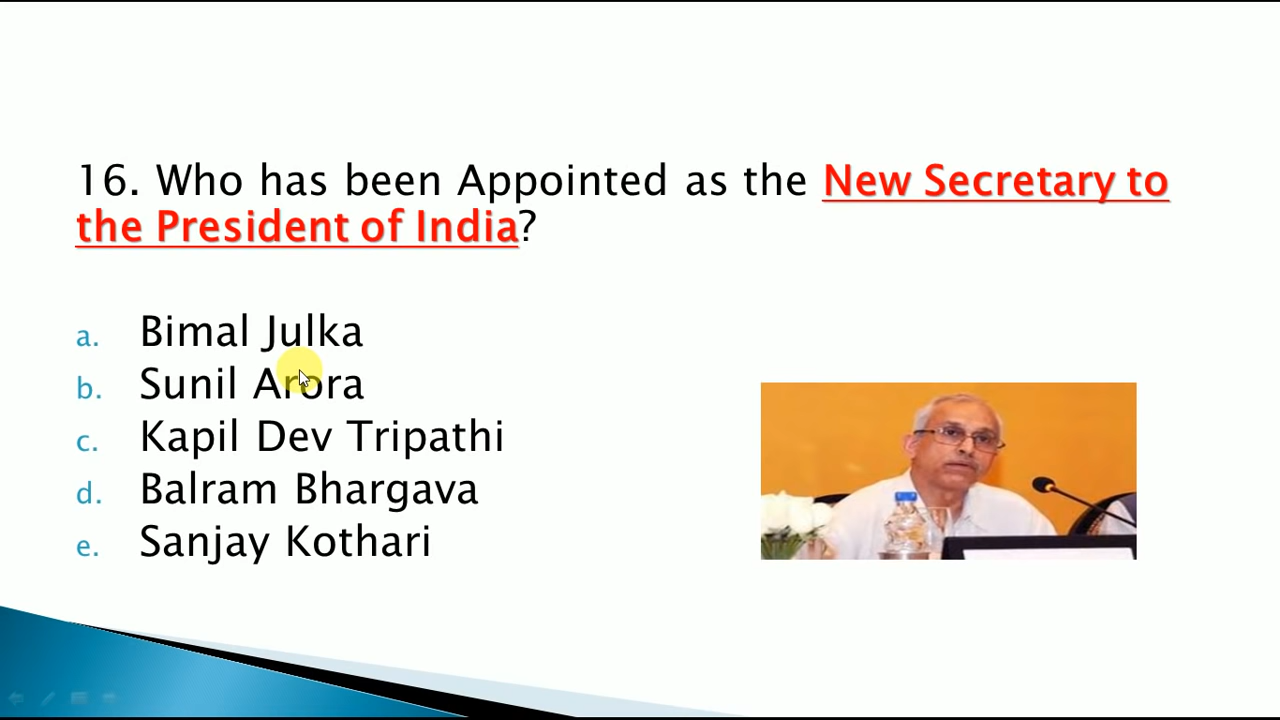 16. Who has been Appointed as the New Secretary to
the President of India?
a. Bimal Julka
b. Sunil Arora
c. Kapil Dev Tripathi
d. Balram Bhargava
e. Sanjay Kothari